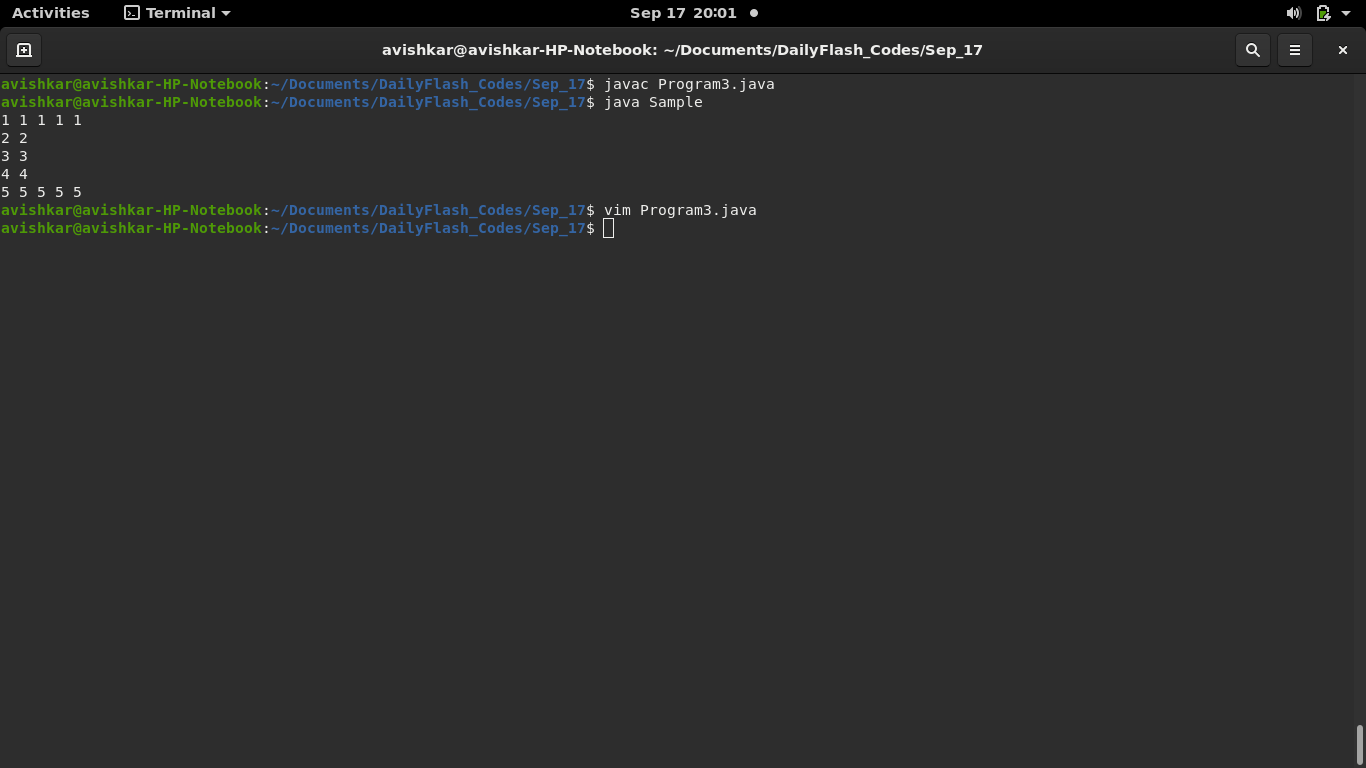 Activities Terminal Sep 17 20:01
avishkar@avishkar-HP-Notebook: ~/Documents/DailyFlash_Codes/Sep_17
avishkar@avishkar-HP-Notebook:~/Documents/DailyFlash_Codes/Sep_17$ javac Program3.java
avishkar@avishkar-HP-Notebook:~/Documents/DailyFlash_Codes/Sep_17$ java Sample
1 1 1 1 1
2 2
3 3
4 4
5 5 5 5 5
avishkar@avishkar-HP-Notebook:~/Documents/DailyFlash_Codes/Sep_17$ vim Program3.java
avishkar@avishkar-HP-Notebook:~/Documents/DailyFlash_Codes/Sep_17$